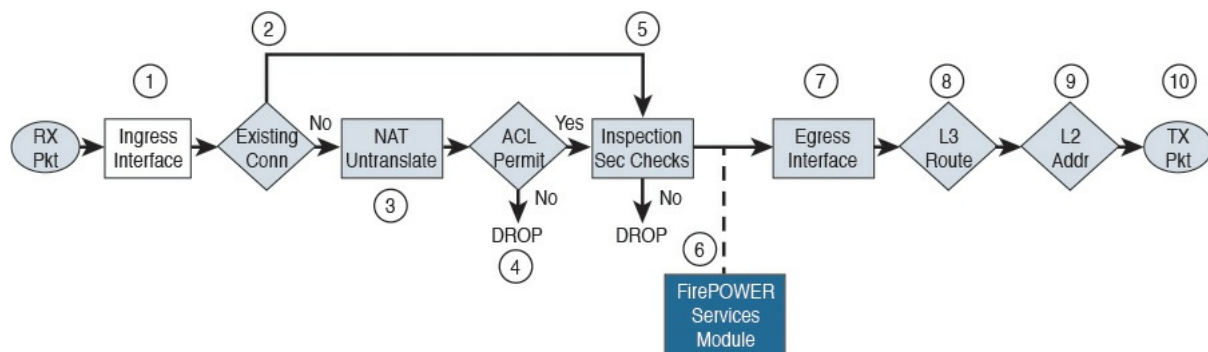 2
5
1
7
8
9
10
RX
Pkt
Ingress
Interface
Existing
Conn
No
NAT
Untranslate
ACL
Permit
Yes
Inspection
Sec Checks
Egress
Interface
L3
Route
L2
Addr
TX
Pkt
3
No
DROP
4
No
DROP
6
FirePOWER
Services
Module